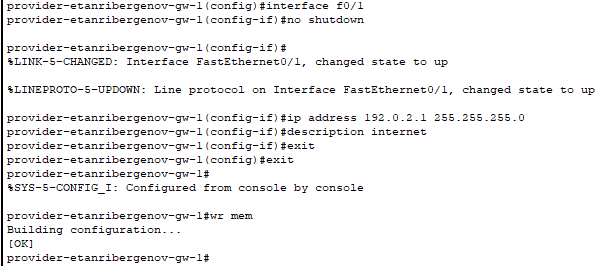 provider-etanribergenov-gw-1(config)#interface f0/1
provider-etanribergenov-gw-1(config-if)#no shutdown
provider-etanribergenov-gw-1(config-if)#
%LINK-5-CHANGED: Interface FastEthernet0/1, changed state to up
%LINEPROTO-5-UPDOWN: Line protocol on Interface FastEthernet0/1, changed state to up
provider-etanribergenov-gw-1(config-if)#ip address 192.0.2.1 255.255.255.0
provider-etanribergenov-gw-1(config-if)#description internet
provider-etanribergenov-gw-1(config-if)#exit
provider-etanribergenov-gw-1(config)#exit
provider-etanribergenov-gw-1#
%SYS-5-CONFIG_I: Configured from console by console
provider-etanribergenov-gw-1#wr mem
Building configuration...
[OK]
provider-etanribergenov-gw-1#